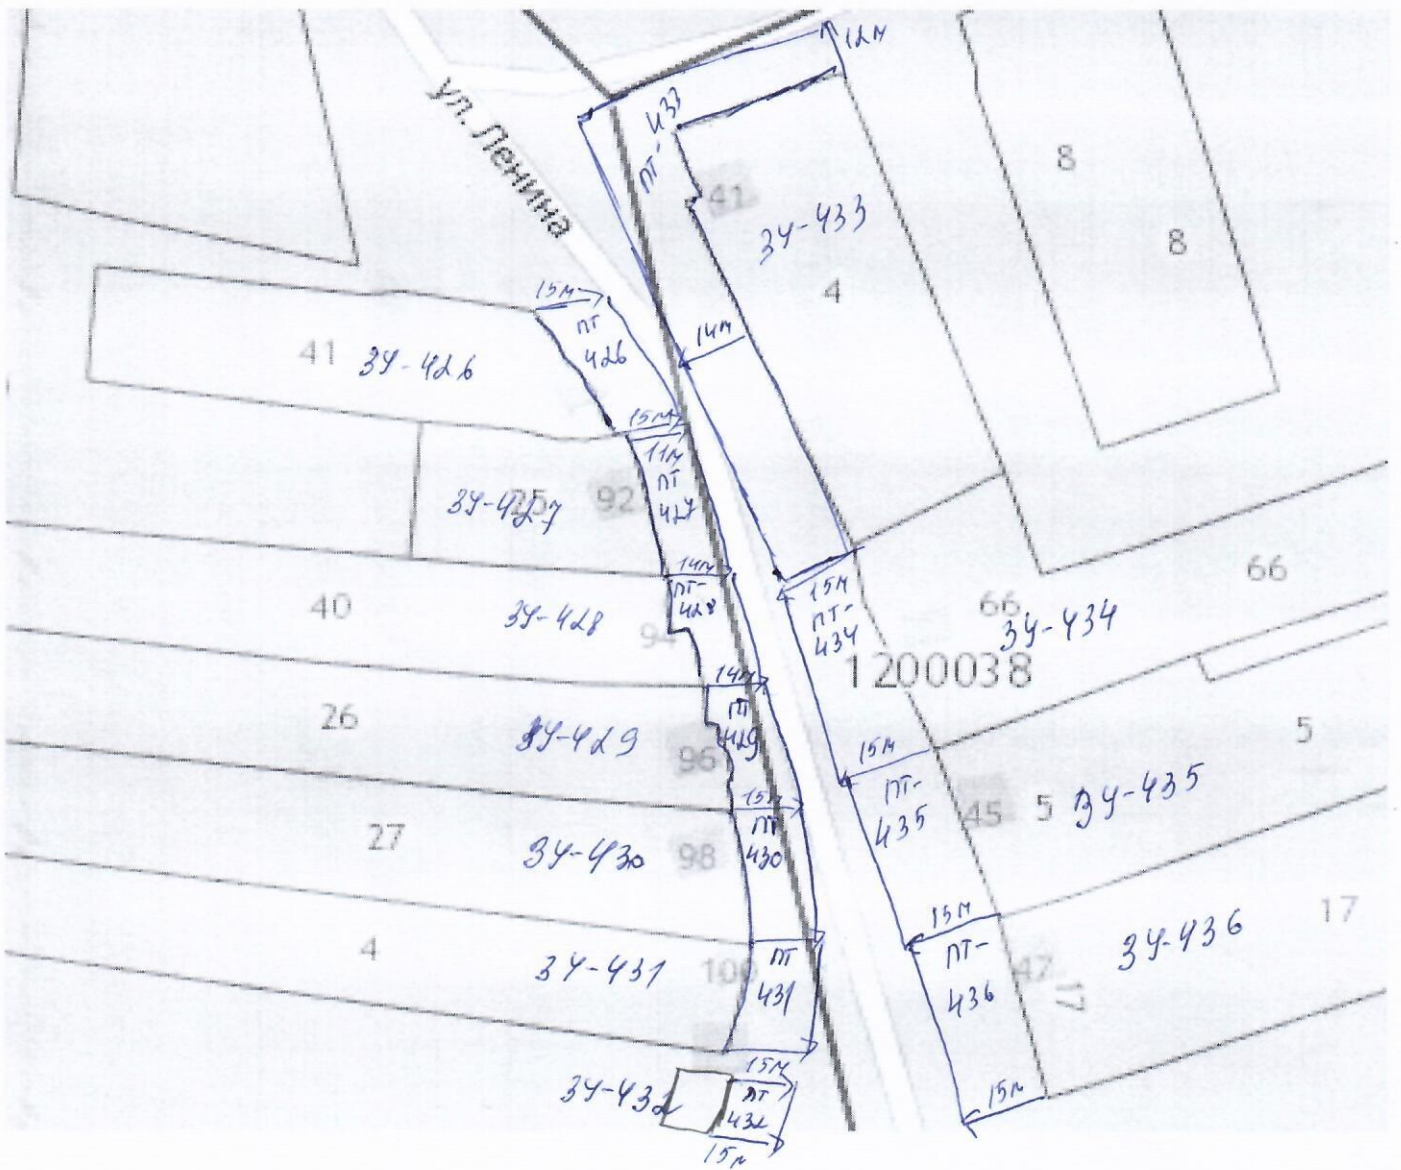 12м
ул. Ленина
ПТ-433
8
41
ЗУ-433
8
4
15м
ПТ
426
14м
41
ЗУ-426
15м
11м
ПТ
427
ЗУ-427
25
92
14м
ПТ-
428
40
ЗУ-428
94
15м
ПТ-
434
66
66
ЗУ-434
1200038
14м
ПТ
429
26
ЗУ-429
96
15м
ПТ-
435
5
45
5
ЗУ-435
15м
ПТ
430
27
ЗУ-430
98
15м
ПТ-
436
17
ЗУ-436
47
17
4
ЗУ-431
100
ПТ
431
15м
ЗУ-432
ПТ
432
15м
15м